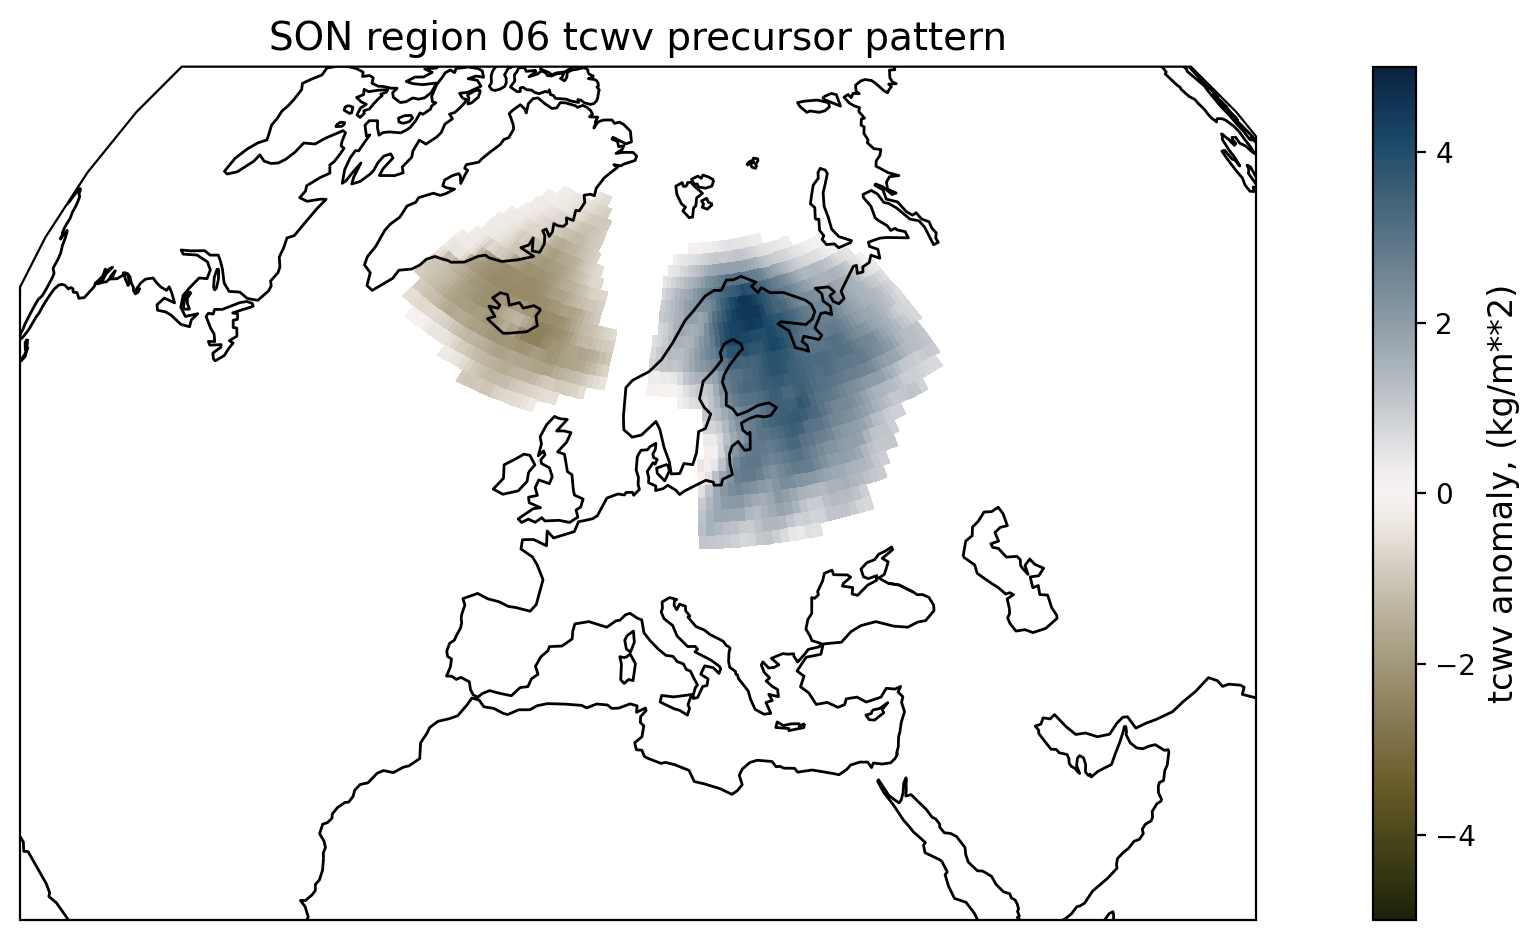 SON region 06 tcwv precursor pattern
4
2
0
−2
−4
tcwv anomaly, (kg/m**2)